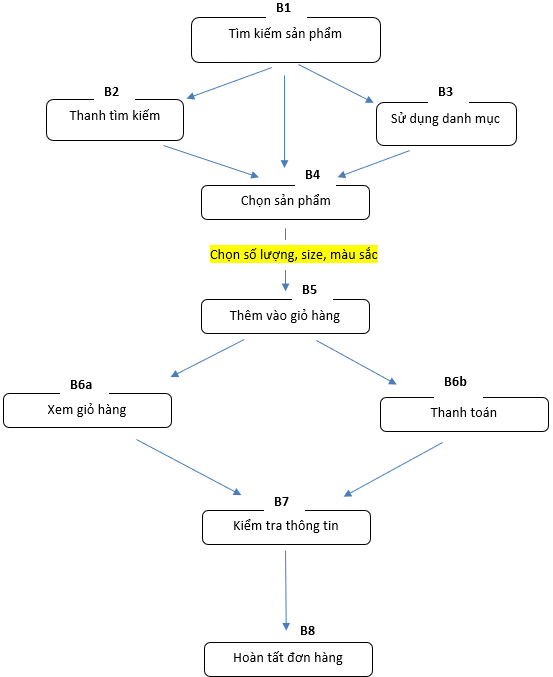 B1
Tìm kiếm sản phẩm
B2
Thanh tìm kiếm
B3
Sử dụng danh mục
B4
Chọn sản phẩm
Chọn số lượng, size, màu sắc
B5
Thêm vào giỏ hàng
B6a
Xem giỏ hàng
B6b
Thanh toán
B7
Kiểm tra thông tin
B8
Hoàn tất đơn hàng